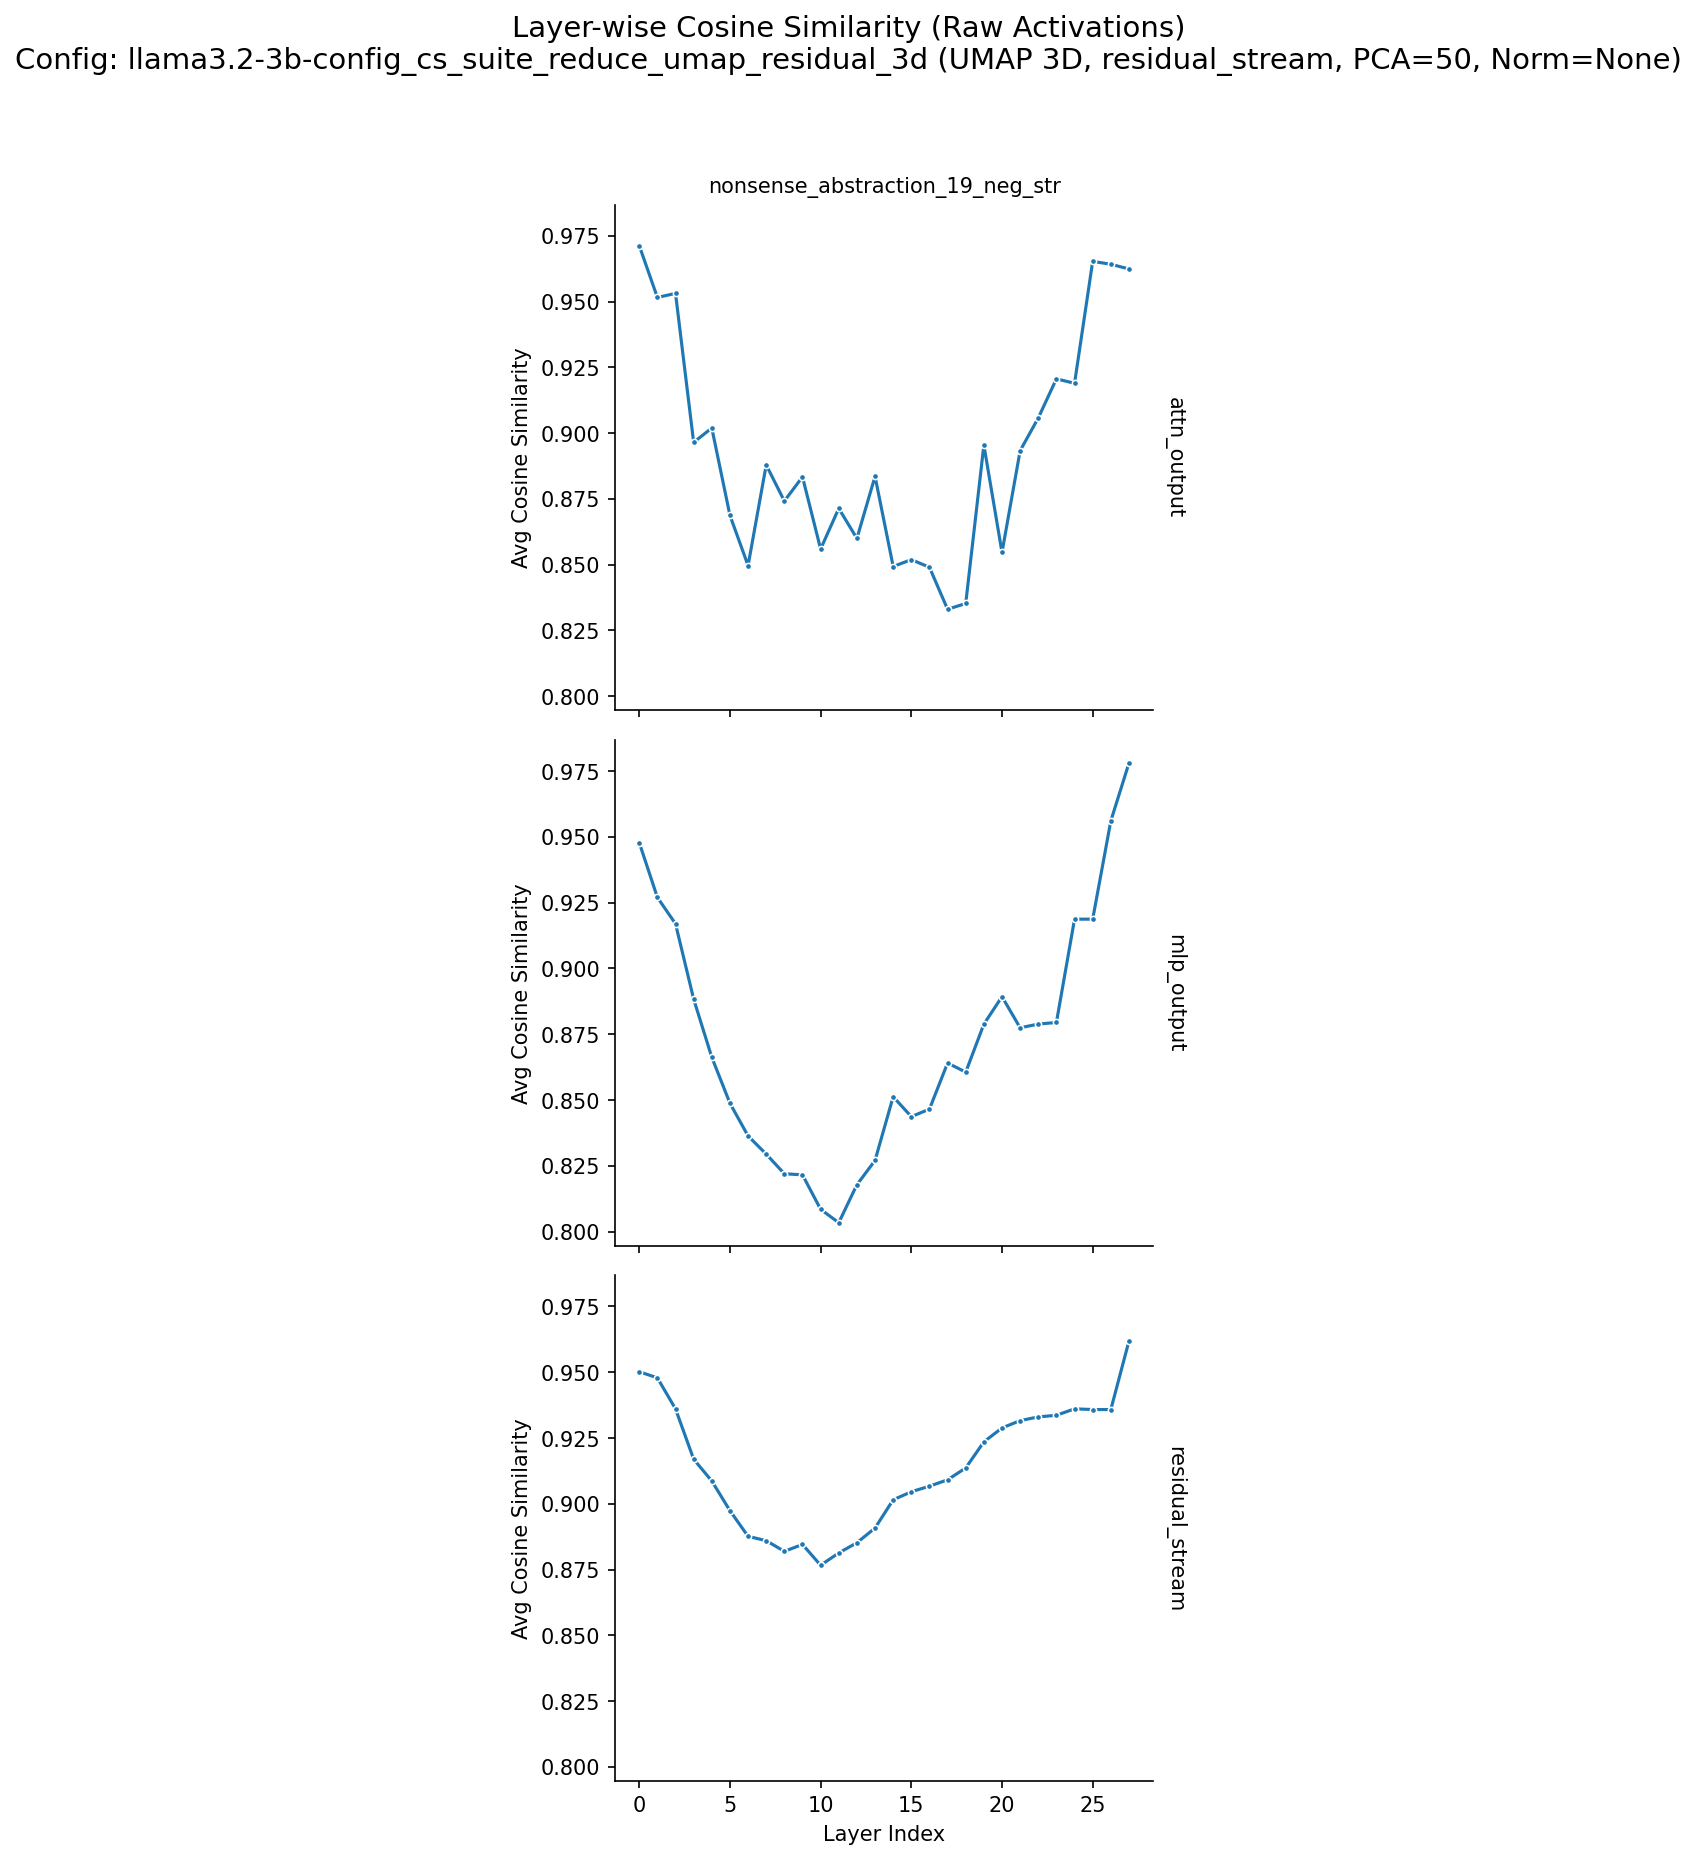 Layer-wise Cosine Similarity (Raw Activations)
Config: llama3.2-3b-config_cs_suite_reduce_umap_residual_3d (UMAP 3D, residual_stream, PCA=50, Norm=None)
nonsense_abstraction_19_neg_str
0.975
0.950
0.925
0.900
0.875
0.850
0.825
0.800
Avg Cosine Similarity
attn_output
0.975
0.950
0.925
0.900
0.875
0.850
0.825
0.800
Avg Cosine Similarity
mlp_output
0.975
0.950
0.925
0.900
0.875
0.850
0.825
0.800
Avg Cosine Similarity
residual_stream
0 5 10 15 20 25
Layer Index